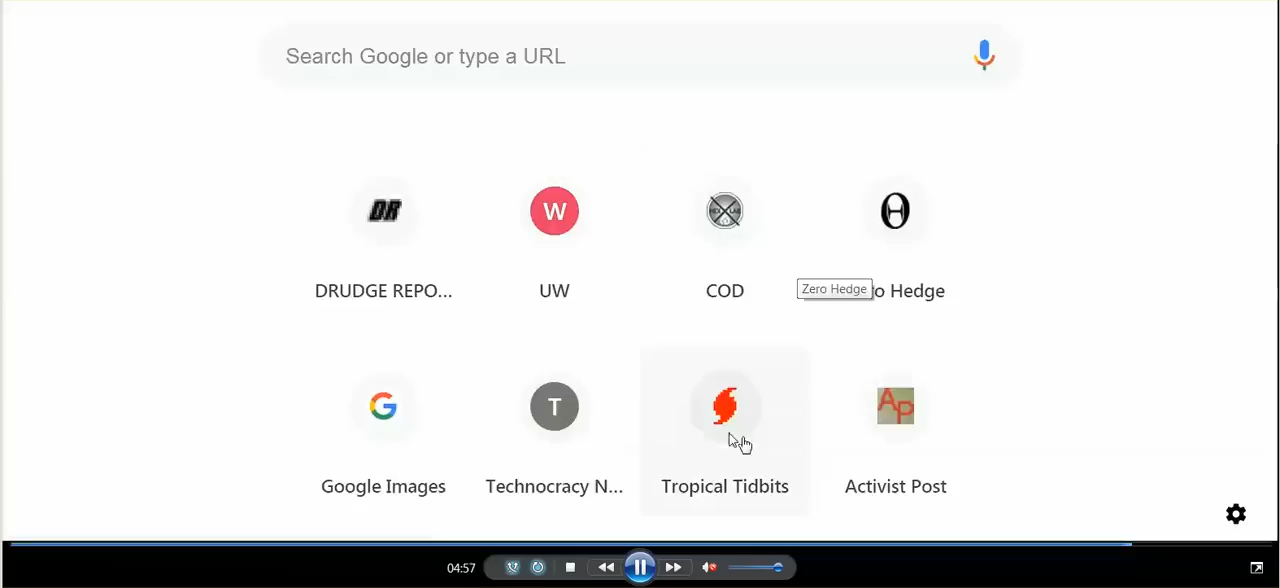 Search Google or type a URL
DR
W
DRUDGE REPO...
UW
COD
Zero Hedge
o Hedge
G
T
AP
Google Images
Technocracy N...
Tropical Tidbits
Activist Post
04:57